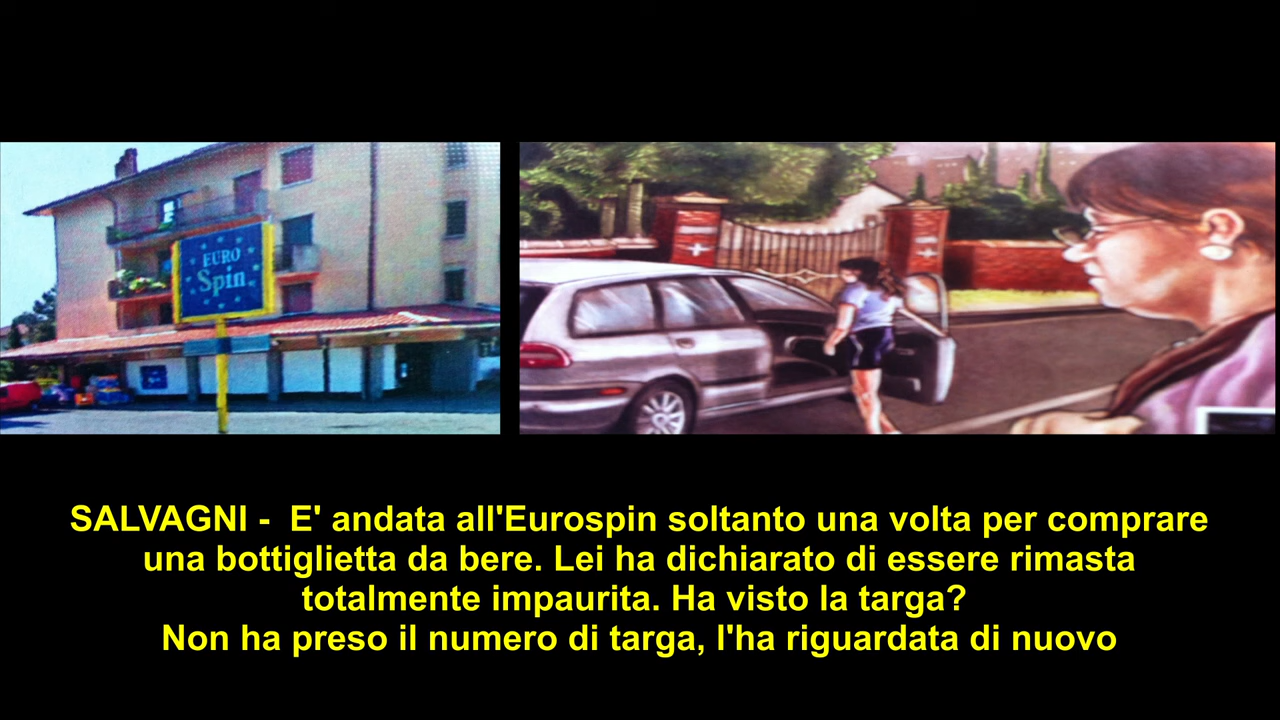 EURO
Spin
SALVAGNI - E' andata all'Eurospin soltanto una volta per comprare
una bottiglietta da bere. Lei ha dichiarato di essere rimasta
totalmente impaurita. Ha visto la targa?
Non ha preso il numero di targa, l'ha riguardata di nuovo